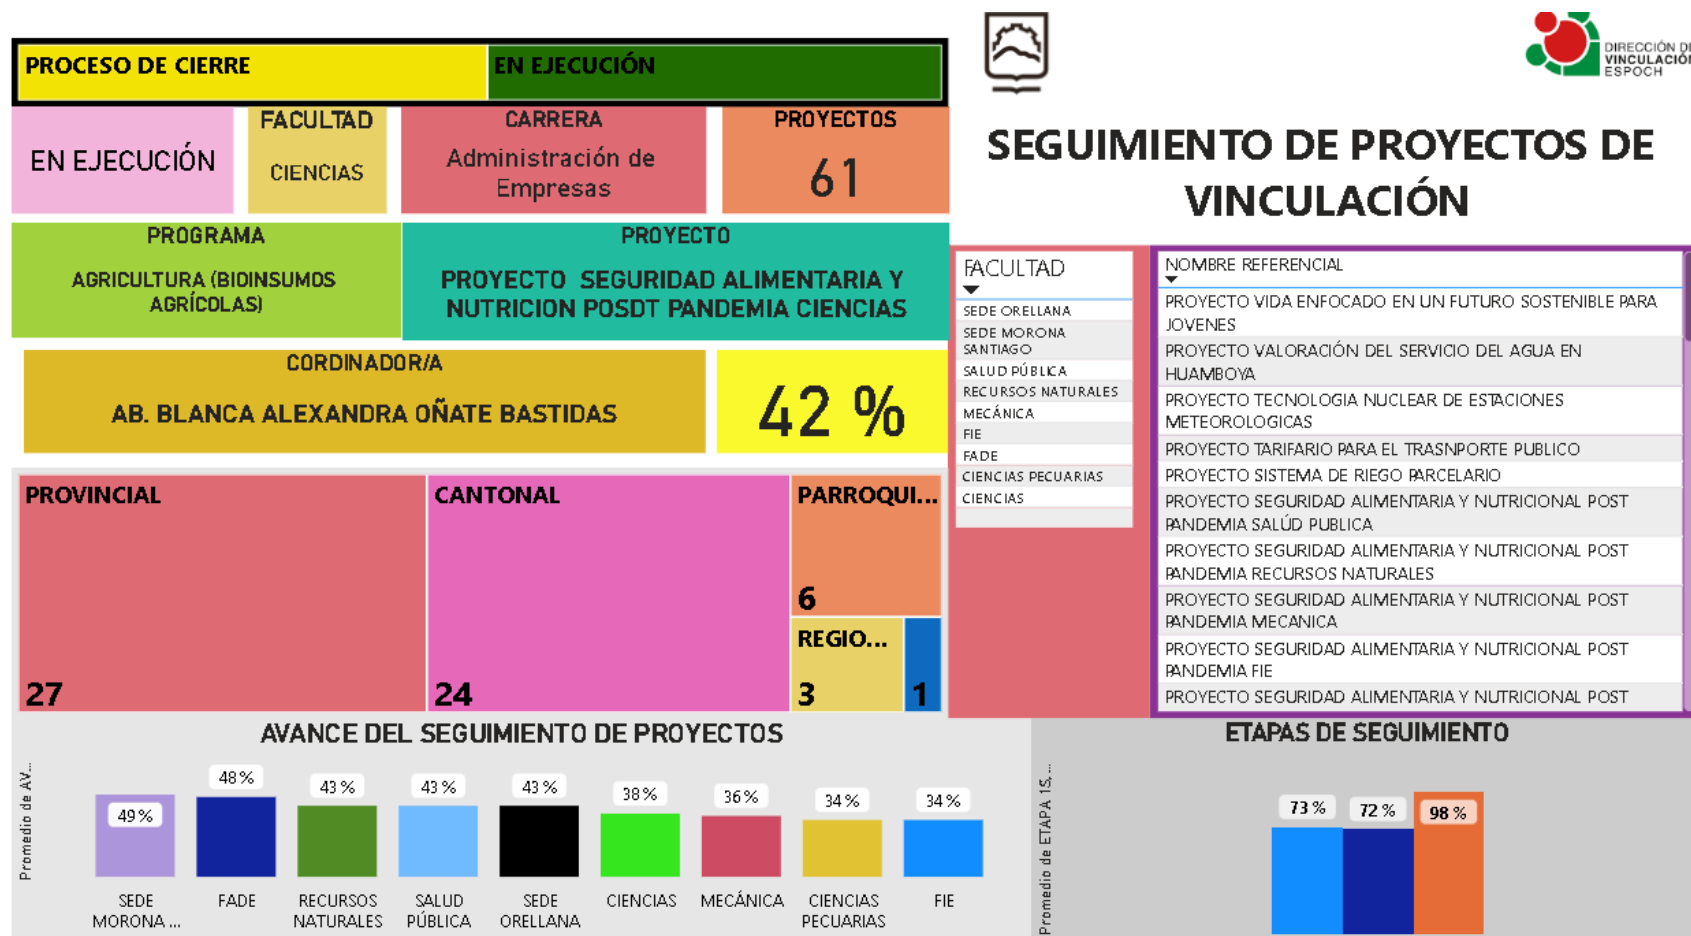 PROCESO DE CIERRE
EN EJECUCIÓN
DIRECCIÓN DE
VINCULACIÓN
ESPOCH
EN EJECUCIÓN
FACULTAD
CIENCIAS
CARRERA
Administración de
Empresas
PROYECTOS
61
SEGUIMIENTO DE PROYECTOS DE
VINCULACIÓN
PROGRAMA
AGRICULTURA (BIOINSUMOS
AGRÍCOLAS)
PROYECTO
PROYECTO SEGURIDAD ALIMENTARIA Y
NUTRICION POSDT PANDEMIA CIENCIAS
CORDINADOR/A
AB. BLANCA ALEXANDRA OÑATE BASTIDAS
42 %
FACULTAD
SEDE ORELLANA
SEDE MORONA
SANTIAGO
SALUD PÚBLICA
RECURSOS NATURALES
MECÁNICA
FIE
FADE
CIENCIAS PECUARIAS
CIENCIAS
NOMBRE REFERENCIAL
PROYECTO VIDA ENFOCADO EN UN FUTURO SOSTENIBLE PARA
JOVENES
PROYECTO VALORACIÓN DEL SERVICIO DEL AGUA EN
HUAMBOYA
PROYECTO TECNOLOGIA NUCLEAR DE ESTACIONES
METEOROLOGICAS
PROYECTO TARIFARIO PARA EL TRASNPORTE PUBLICO
PROYECTO SISTEMA DE RIEGO PARCELARIO
PROYECTO SEGURIDAD ALIMENTARIA Y NUTRICIONAL POST
PANDEMIA SALÚD PUBLICA
PROYECTO SEGURIDAD ALIMENTARIA Y NUTRICIONAL POST
PANDEMIA RECURSOS NATURALES
PROYECTO SEGURIDAD ALIMENTARIA Y NUTRICIONAL POST
PANDEMIA MECANICA
PROYECTO SEGURIDAD ALIMENTARIA Y NUTRICIONAL POST
PANDEMIA FIE
PROYECTO SEGURIDAD ALIMENTARIA Y NUTRICIONAL POST
PROVINCIAL
27
CANTONAL
24
PARROQUI...
6
REGIO...
3
1
AVANCE DEL SEGUIMIENTO DE PROYECTOS
Promedio de AV...
49 %
48 %
43 %
43 %
43 %
38 %
36 %
34 %
34 %
SEDE
MORONA ...
FADE
RECURSOS
NATURALES
SALUD
PÚBLICA
SEDE
ORELLANA
CIENCIAS
MECÁNICA
CIENCIAS
PECUARIAS
FIE
ETAPAS DE SEGUIMIENTO
Promedio de ETAPA 1S,...
73 %
72 %
98 %